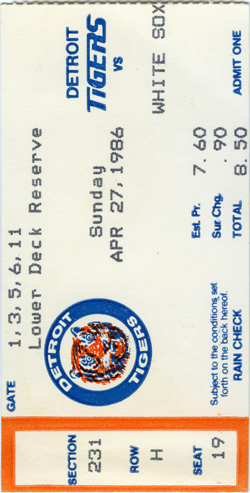 DETROIT
TIGERS
VS
WHITE SOX
Sunday
APR 27, 1986
1,3,5,6,11
Lower Deck Reserve
GATE
ADMIT ONE
Est. Pr. 7.60
Sur Chg. .90
TOTAL 8.50
Subject to the conditions set
forth on the back hereof.
RAIN CHECK
DETROIT TIGERS
SECTION 231
ROW H
SEAT 19